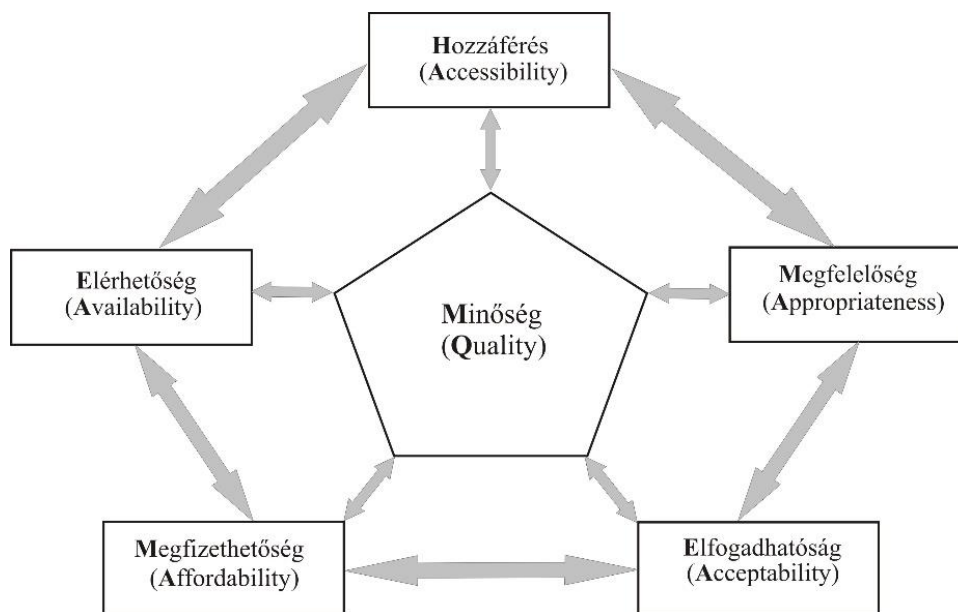 Hozzáférés
(Accessibility)
Elérhetőség
(Availability)
Megfelelőség
(Appropriateness)
Minőség
(Quality)
Megfizethetőség
(Affordability)
Elfogadhatóság
(Acceptability)